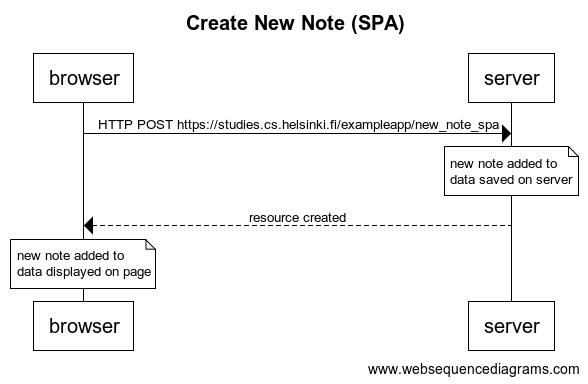 Create New Note (SPA)
browser
server
HTTP POST https://studies.cs.helsinki.fi/exampleapp/new_note_spa
new note added to
data saved on server
resource created
new note added to
data displayed on page
browser
server
www.websequencediagrams.com